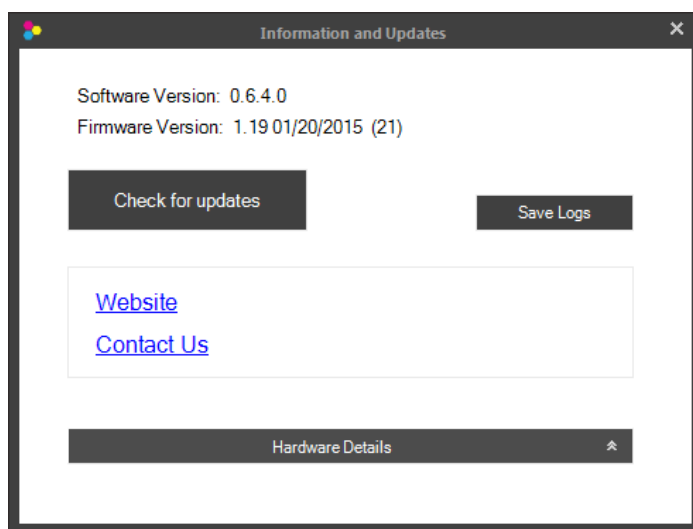 Information and Updates
Software Version: 0.6.4.0
Firmware Version: 1.19 01/20/2015 (21)
Check for updates
Save Logs
Website
Contact Us
Hardware Details